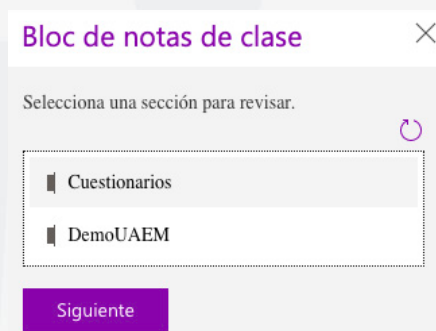 Bloc de notas de clase
Selecciona una sección para revisar.
Cuestionarios
DemoUAEM
Siguiente